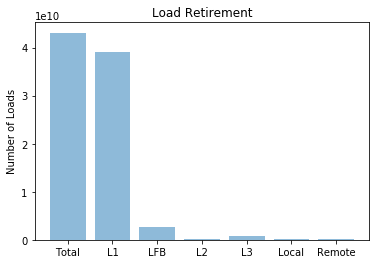 Load Retirement
1e10
Number of Loads
4
3
2
1
0
Total L1 LFB L2 L3 Local Remote